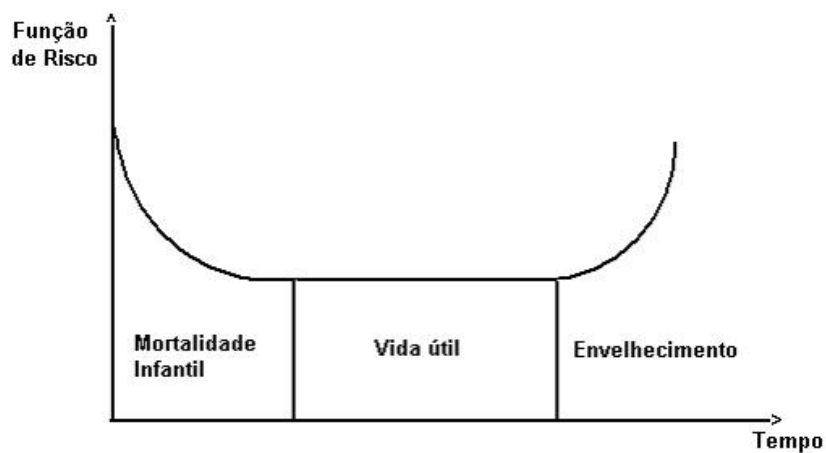 Função
de Risco
Mortalidade
Infantil
Vida útil
Envelhecimento
Tempo